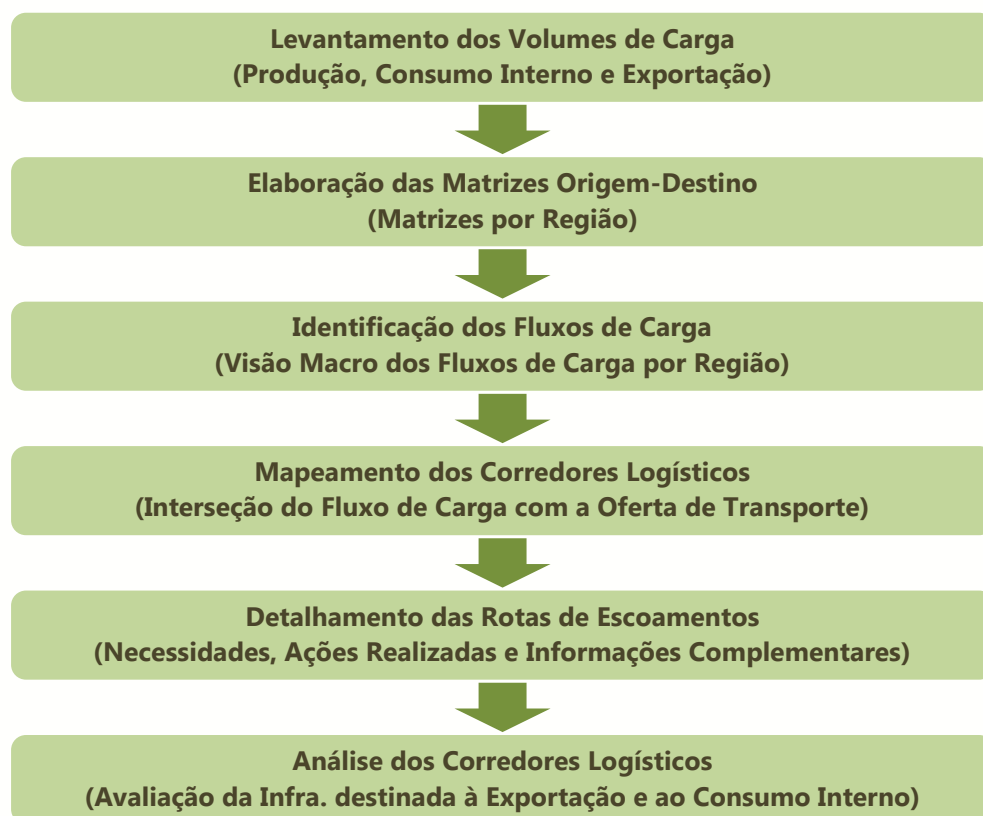 Levantamento dos Volumes de Carga
(Produção, Consumo Interno e Exportação)
Elaboração das Matrizes Origem-Destino
(Matrizes por Região)
Identificação dos Fluxos de Carga
(Visão Macro dos Fluxos de Carga por Região)
Mapeamento dos Corredores Logísticos
(Interseção do Fluxo de Carga com a Oferta de Transporte)
Detalhamento das Rotas de Escoamentos
(Necessidades, Ações Realizadas e Informações Complementares)
Análise dos Corredores Logísticos
(Avaliação da Infra. destinada à Exportação e ao Consumo Interno)